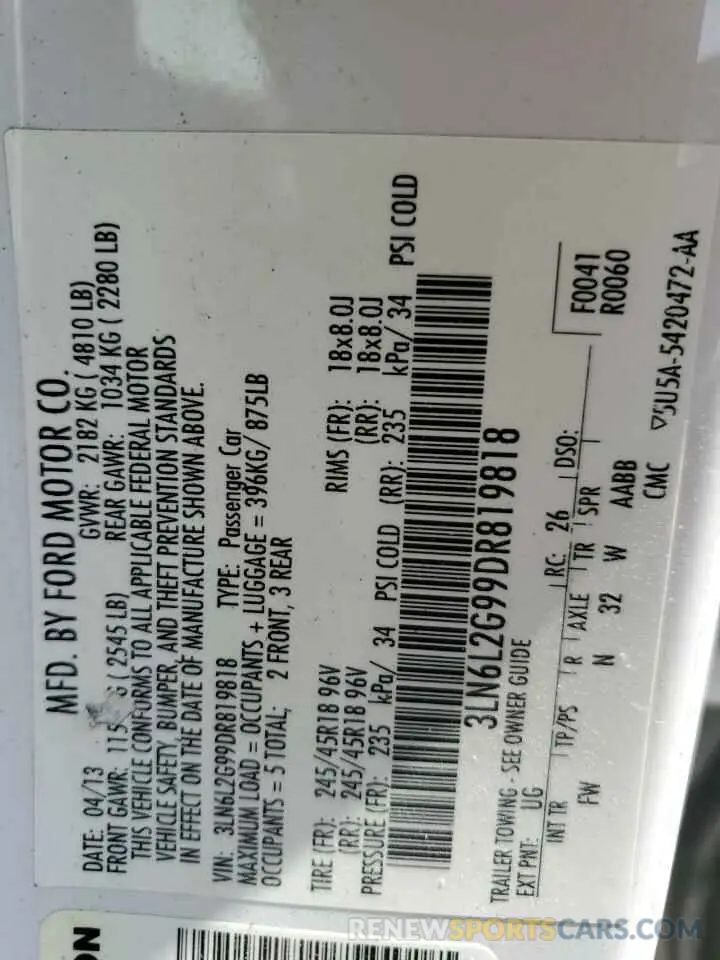 MFD. BY FORD MOTOR CO.
DATE: 04/13 GVWR: 2182 KG ( 4810 LB)
FRONT GAWR: ( 2545 LB) REAR GAWR: 1034 KG ( 2280 LB)
THIS VEHICLE CONFORMS TO ALL APPLICABLE FEDERAL MOTOR
VEHICLE SAFETY, BUMPER, AND THEFT PREVENTION STANDARDS
IN EFFECT ON THE DATE OF MANUFACTURE SHOWN ABOVE.
VIN: 3LN6L2G99DR819818 TYPE: Passenger Car
MAXIMUM LOAD = OCCUPANTS + LUGGAGE = 396KG/ 875LB
OCCUPANTS = 5 TOTAL; 2 FRONT, 3 REAR
TIRE (FR): 245/45R18 96V RIMS (FR): 18x8.0J
(RR): 245/45R18 96V (RR): 18x8.0J
PRESSURE (FR): 235 kPa/ 34 PSI COLD (RR): 235 kPa/ 34 PSI COLD
3LN6L2G99DR819818
TRAILER TOWING - SEE OWNER GUIDE
EXT PNT: UG RC: 26 DSO: F0041
R0060
INT TR TP/PS R AXLE TR SPR
FW N 32 W AABB
CMC
5U5A-5420472-AA
ON
RENEWSPORTSCARS.COM